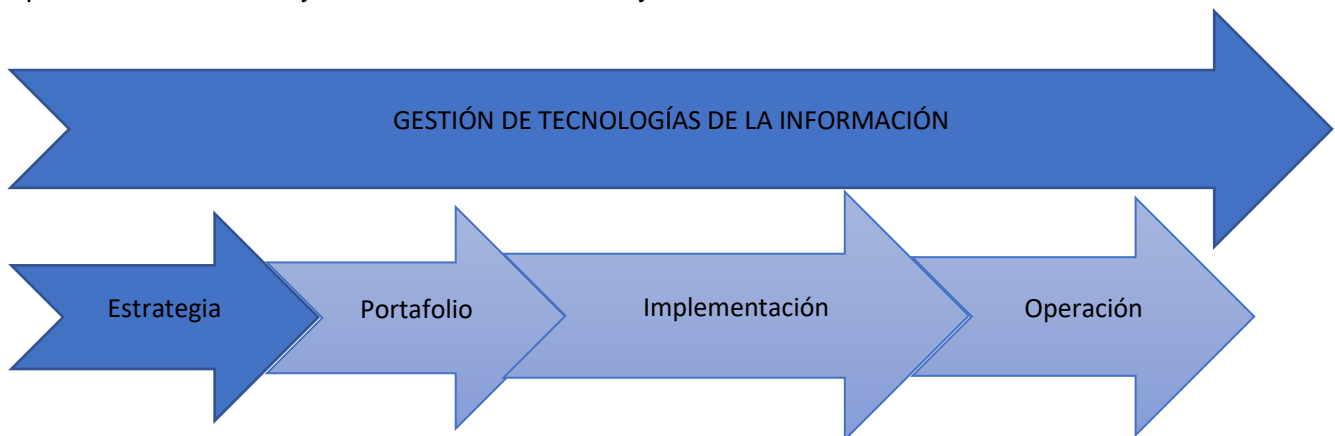 GESTIÓN DE TECNOLOGÍAS DE LA INFORMACIÓN
Estrategia
Portafolio
Implementación
Operación